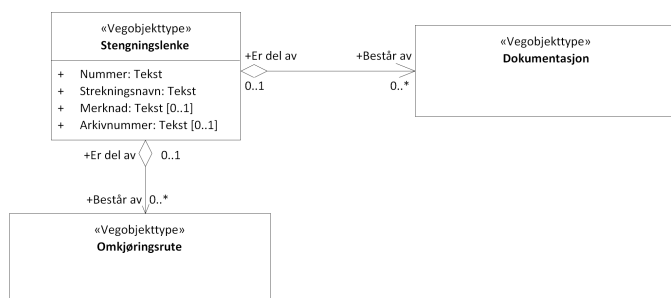 «Vegobjekttype»
Stengningslenke
+ Nummer: Tekst
+ Strekningsnavn: Tekst
+ Merknad: Tekst [0..1]
+ Arkivnummer: Tekst [0..1]
+Er del av
0..1
+Består av
0..*
«Vegobjekttype»
Dokumentasjon
+Er del av
0..1
+Består av
0..*
«Vegobjekttype»
Omkjøringsrute